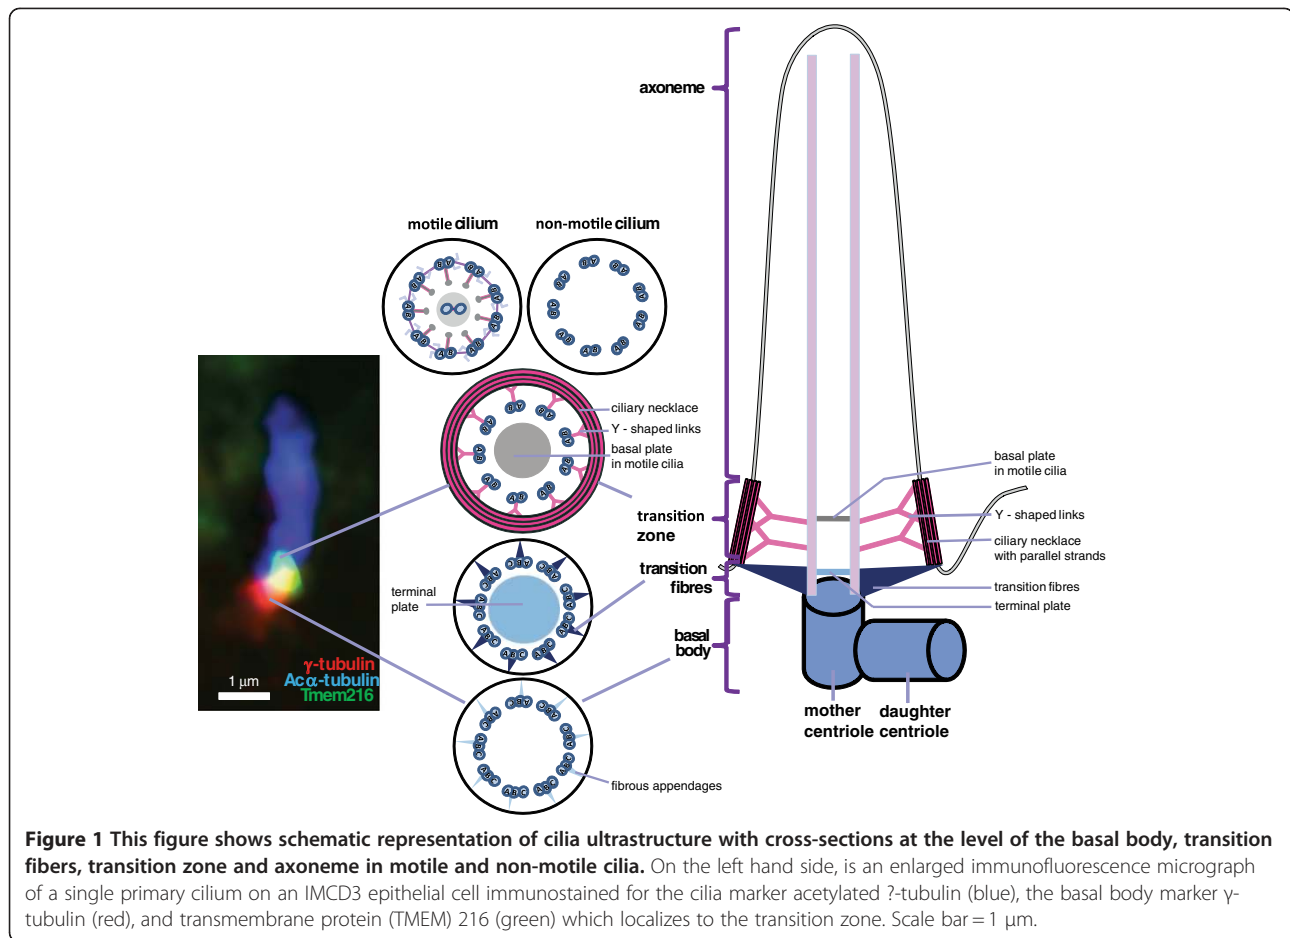 axoneme
motile cilium
non-motile cilium
ciliary necklace
Y - shaped links
basal plate
in motile cilia
transition
zone
terminal
plate
transition
fibres
basal
body
basal plate
in motile cilia
Y - shaped links
ciliary necklace
with parallel strands
transition fibres
terminal plate
γ-tubulin
Acα-tubulin
Tmem216
1 μm
mother
centriole
daughter
centriole
fibrous appendages
Figure 1 This figure shows schematic representation of cilia ultrastructure with cross-sections at the level of the basal body, transition
fibers, transition zone and axoneme in motile and non-motile cilia. On the left hand side, is an enlarged immunofluorescence micrograph
of a single primary cilium on an IMCD3 epithelial cell immunostained for the cilia marker acetylated ?-tubulin (blue), the basal body marker γ-
tubulin (red), and transmembrane protein (TMEM) 216 (green) which localizes to the transition zone. Scale bar = 1 μm.